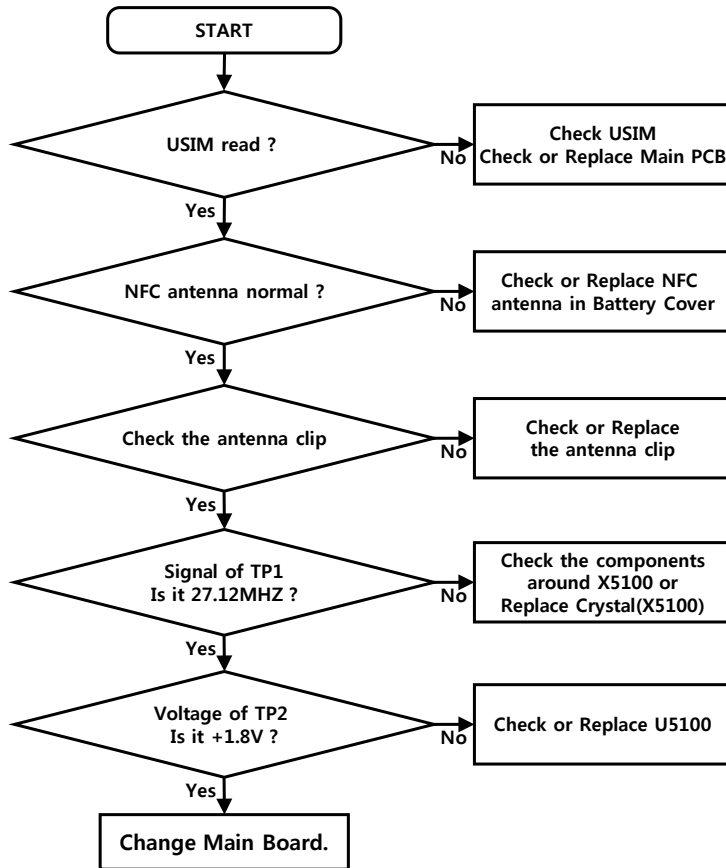 START
USIM read ?
No
Check USIM
Check or Replace Main PCB
Yes
NFC antenna normal ?
No
Check or Replace NFC
antenna in Battery Cover
Yes
Check the antenna clip
No
Check or Replace
the antenna clip
Yes
Signal of TP1
Is it 27.12MHZ ?
No
Check the components
around X5100 or
Replace Crystal(X5100)
Yes
Voltage of TP2
Is it +1.8V ?
No
Check or Replace U5100
Yes
Change Main Board.